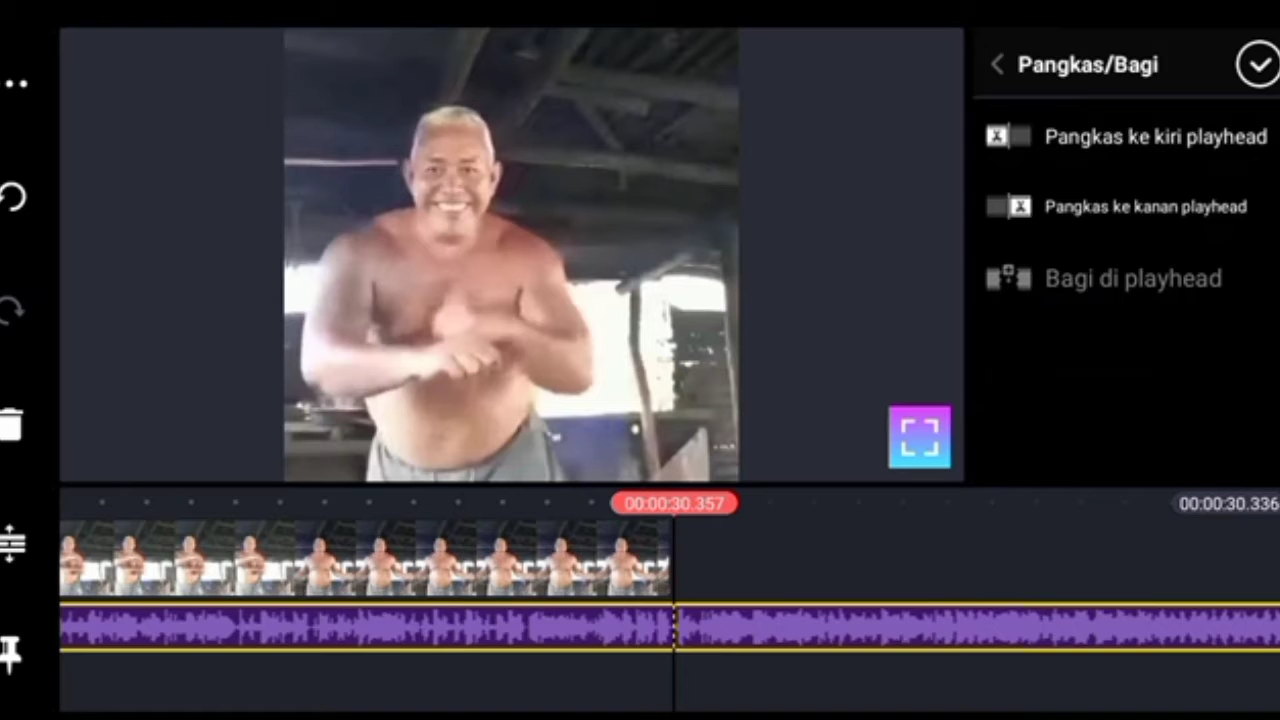 Pangkas/Bagi
Pangkas ke kiri playhead
Pangkas ke kanan playhead
Bagi di playhead
00:00:30.357
00:00:30.336